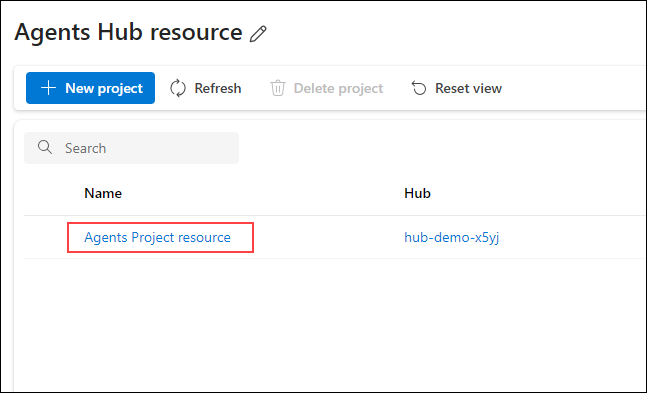 Agents Hub resource
New project Refresh Delete project Reset view
Search
Name Hub
Agents Project resource hub-demo-x5yj